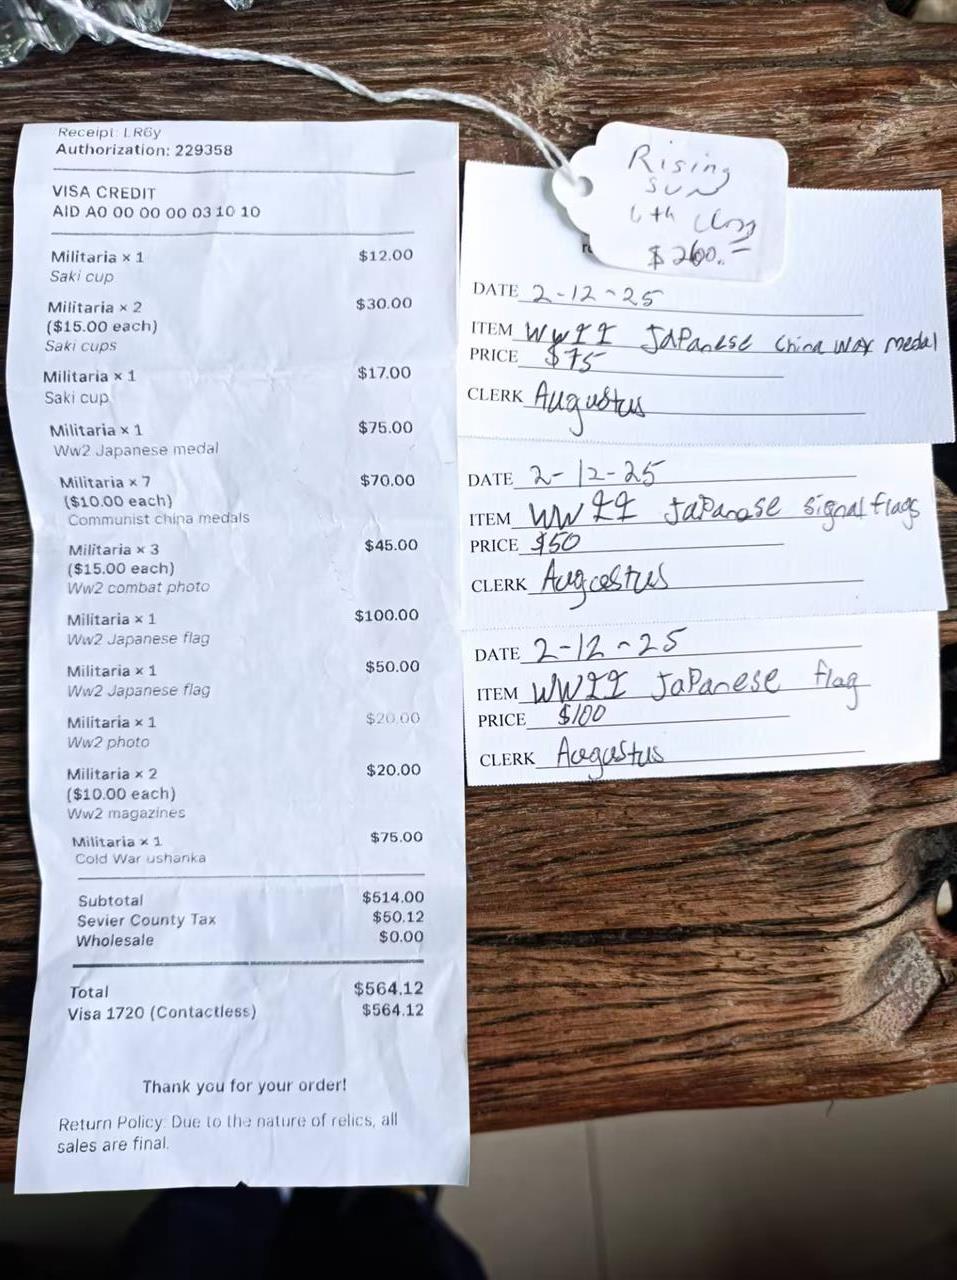 Receipt: LR6y
Authorization: 229358
VISA CREDIT
AID A0 00 00 00 03 10 10
Militaria × 1 $12.00
Saki cup
Militaria × 2 $30.00
($15.00 each)
Saki cups
Militaria × 1 $17.00
Saki cup
Militaria × 1 $75.00
Ww2 Japanese medal
Militaria × 7 $70.00
($10.00 each)
Communist china medals
Militaria × 3 $45.00
($15.00 each)
Ww2 combat photo
Militaria × 1 $100.00
Ww2 Japanese flag
Militaria × 1 $50.00
Ww2 Japanese flag
Militaria × 1 $20.00
Ww2 photo
Militaria × 2 $20.00
($10.00 each)
Ww2 magazines
Militaria × 1 $75.00
Cold War ushanka
Subtotal $514.00
Sevier County Tax $50.12
Wholesale $0.00
Total $564.12
Visa 1720 (Contactless) $564.12
Thank you for your order!
Return Policy: Due to the nature of relics, all
sales are final.
Rising
Sun
6th
$260.=
DATE 2-12-25
ITEM WWII Japanese China War medal
PRICE $75
CLERK Augustus
DATE 2-12-25
ITEM WWII Japanese signal flags
PRICE $50
CLERK Augustus
DATE 2-12-25
ITEM WWII Japanese flag
PRICE $100
CLERK Augustus